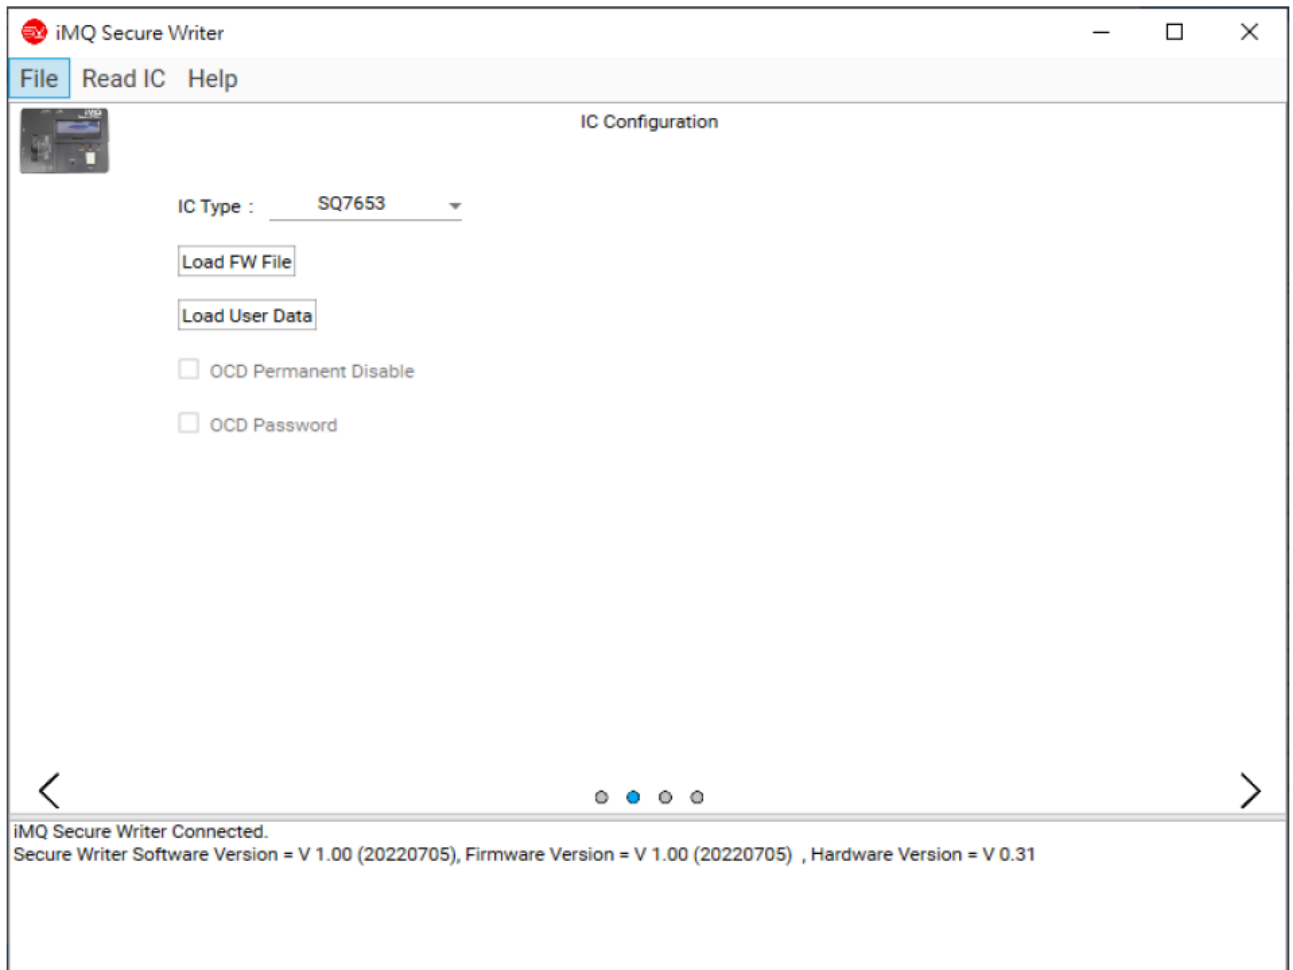 iMQ Secure Writer
File Read IC Help
IC Configuration
IC Type : SQ7653
Load FW File
Load User Data
OCD Permanent Disable
OCD Password
iMQ Secure Writer Connected.
Secure Writer Software Version = V 1.00 (20220705), Firmware Version = V 1.00 (20220705) , Hardware Version = V 0.31